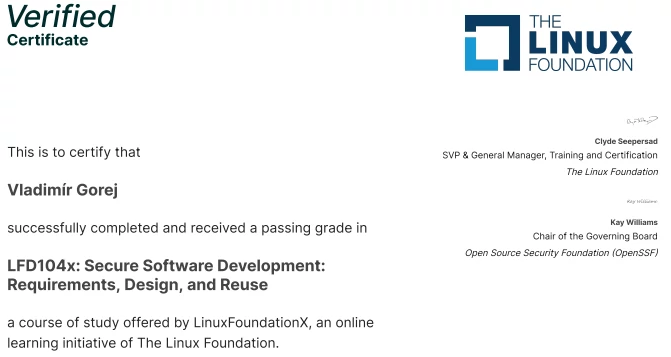 Verified
Certificate
THE
LINUX
FOUNDATION
This is to certify that
Vladimír Gorej
successfully completed and received a passing grade in
LFD104x: Secure Software Development:
Requirements, Design, and Reuse
a course of study offered by LinuxFoundationX, an online
learning initiative of The Linux Foundation.
Clyde Seepersad
SVP & General Manager, Training and Certification
The Linux Foundation
Kay Williams
Kay Williams
Chair of the Governing Board
Open Source Security Foundation (OpenSSF)